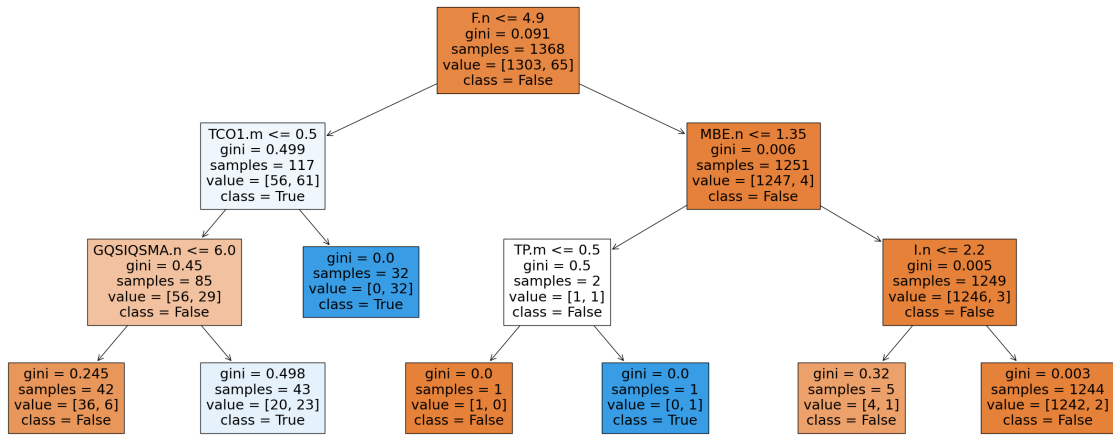 F.n <= 4.9
gini = 0.091
samples = 1368
value = [1303, 65]
class = False
TCO1.m <= 0.5
gini = 0.499
samples = 117
value = [56, 61]
class = True
MBE.n <= 1.35
gini = 0.006
samples = 1251
value = [1247, 4]
class = False
GQSIQSMA.n <= 6.0
gini = 0.45
samples = 85
value = [56, 29]
class = False
gini = 0.0
samples = 32
value = [0, 32]
class = True
TP.m <= 0.5
gini = 0.5
samples = 2
value = [1, 1]
class = False
I.n <= 2.2
gini = 0.005
samples = 1249
value = [1246, 3]
class = False
gini = 0.245
samples = 42
value = [36, 6]
class = False
gini = 0.498
samples = 43
value = [20, 23]
class = True
gini = 0.0
samples = 1
value = [1, 0]
class = False
gini = 0.0
samples = 1
value = [0, 1]
class = True
gini = 0.32
samples = 5
value = [4, 1]
class = False
gini = 0.003
samples = 1244
value = [1242, 2]
class = False